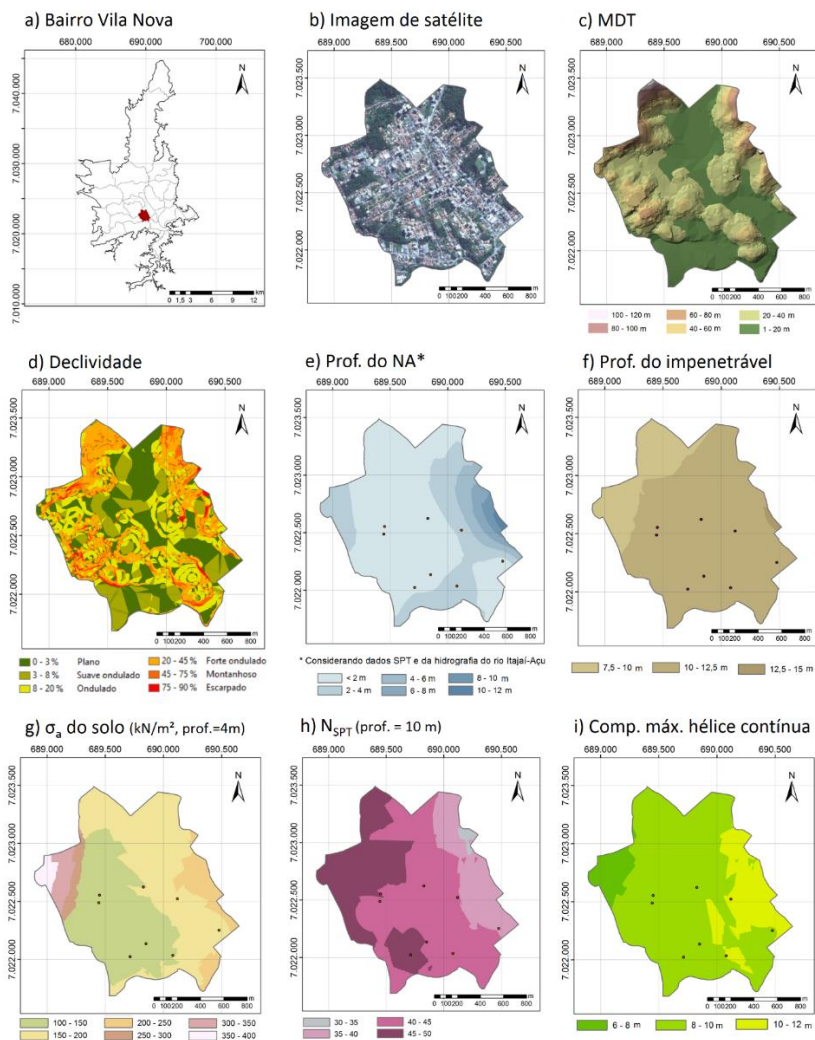 a) Bairro Vila Nova
b) Imagem de satélite
c) MDT
680.000 690.000 700.000
689.000 689.500 690.000 690.500
689.000 689.500 690.000 690.500
N
N
N
7.040.000
7.030.000
7.020.000
7.010.000
7.023.500
7.023.000
7.022.500
7.022.000
7.023.500
7.023.000
7.022.500
7.022.000
km
0 1,5 3 6 9 12
m
0 100200 400 600 800
m
0 100200 400 600 800
100 - 120 m 60 - 80 m 20 - 40 m
80 - 100 m 40 - 60 m 1 - 20 m
d) Declividade
e) Prof. do NA*
f) Prof. do impenetrável
689.000 689.500 690.000 690.500
689.000 689.500 690.000 690.500
689.000 689.500 690.000 690.500
N
N
N
7.023.500
7.023.000
7.022.500
7.022.000
7.023.500
7.023.000
7.022.500
7.022.000
7.023.500
7.023.000
7.022.500
7.022.000
m
0 100200 400 600 800
m
0 100200 400 600 800
m
0 100200 400 600 800
0 - 3 % Plano 20 - 45% Forte ondulado
3 - 8% Suave ondulado 45 - 75 % Montanhoso
8 - 20% Ondulado 75 - 90% Escarpado
* Considerando dados SPT e da hidrografia do rio Itajaí-Açu
< 2 m 4 - 6 m 8 - 10 m
2 - 4 m 6 - 8 m 10 - 12 m
7,5 - 10 m 10 - 12,5 m 12,5 - 15 m
g) σa do solo (kN/m², prof.=4m)
h) NSPT (prof. = 10 m)
i) Comp. máx. hélice contínua
689.000 689.500 690.000 690.500
689.000 689.500 690.000 690.500
689.000 689.500 690.000 690.500
N
N
N
7.023.500
7.023.000
7.022.500
7.022.000
7.023.500
7.023.000
7.022.500
7.022.000
7.023.500
7.023.000
7.022.500
7.022.000
m
0 100200 400 600 800
m
0 100200 400 600 800
m
0 100200 400 600 800
100 - 150 200 - 250 300 - 350
150 - 200 250 - 300 350 - 400
30 - 35 40 - 45
35 - 40 45 - 50
6 - 8 m 8 - 10 m 10 - 12 m